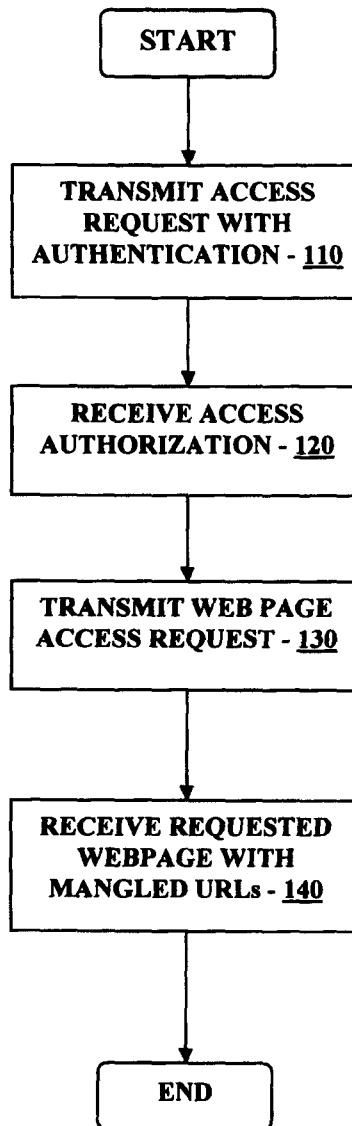 START
TRANSMIT ACCESS
REQUEST WITH
AUTHENTICATION - 110
RECEIVE ACCESS
AUTHORIZATION - 120
TRANSMIT WEB PAGE
ACCESS REQUEST - 130
RECEIVE REQUESTED
WEBPAGE WITH
MANGLED URLs - 140
END